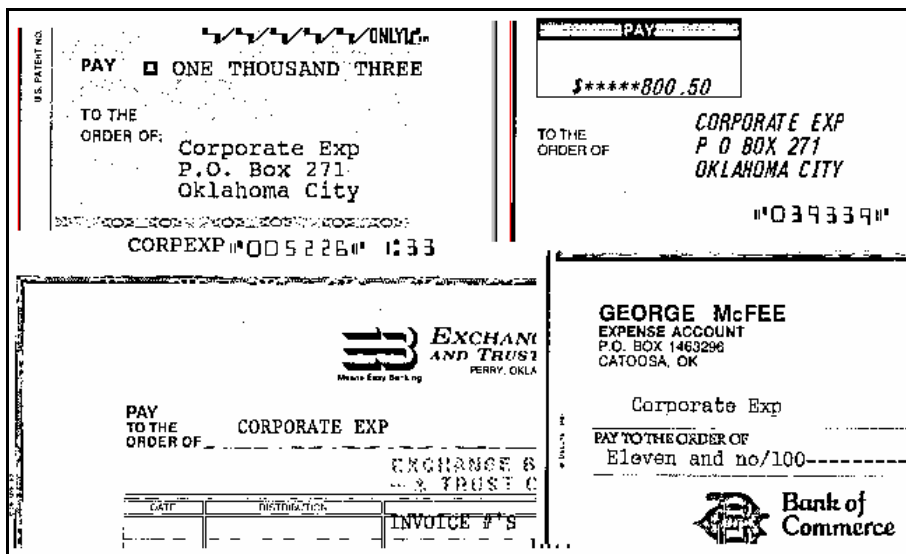 ONLY
U.S. PATENT NO.
PAY ONE THOUSAND THREE
TO THE
ORDER OF:
Corporate Exp
P.O. Box 271
Oklahoma City
CORPEXP ⑈005226⑈ ⑆33
PAY
$*****800.50
TO THE
ORDER OF
CORPORATE EXP
P O BOX 271
OKLAHOMA CITY
⑈039339⑈
EXCHANG
AND TRUST
PERRY, OKLA
Means Easy Banking
PAY
TO THE
ORDER OF CORPORATE EXP
EXCHANGE B
& TRUST C
DATE DISTRIBUTION
INVOICE #'S
GEORGE McFEE
EXPENSE ACCOUNT
P.O. BOX 1463296
CATOOSA, OK
Corporate Exp
PAY TO THE ORDER OF
Eleven and no/100----------
Bank of
Commerce